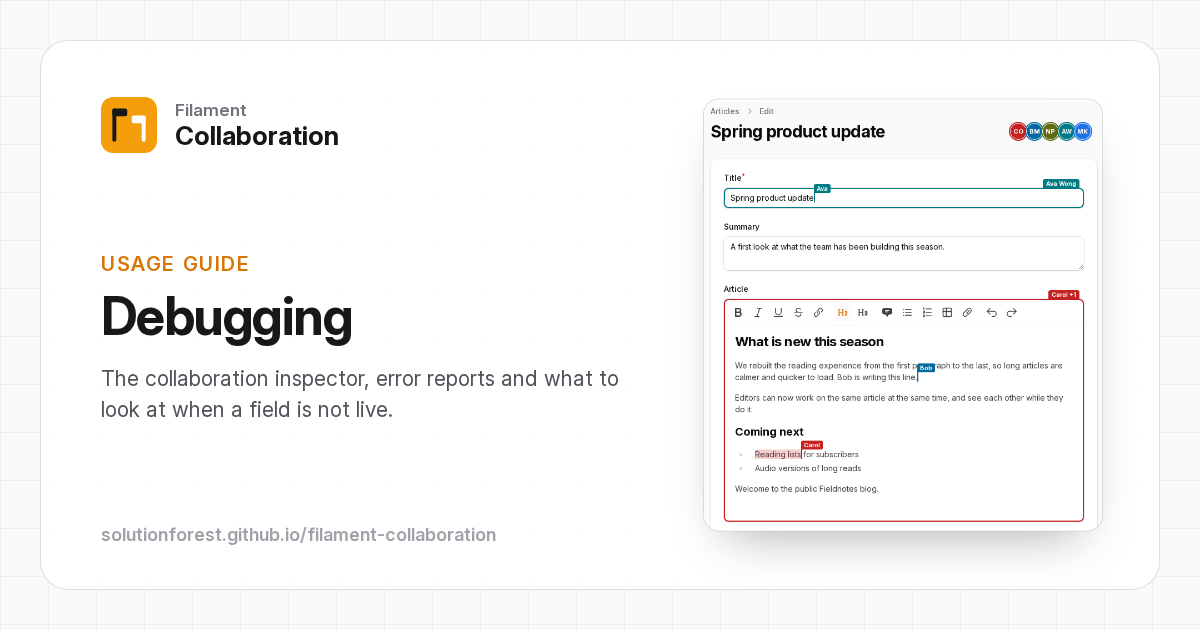 Filament
Collaboration
USAGE GUIDE
Debugging
The collaboration inspector, error reports and what to
look at when a field is not live.
solutionforest.github.io/filament-collaboration
Articles > Edit
Spring product update
CO BM NP AW MK
Title*
Ava Wong
Ava
Spring product update
Summary
A first look at what the team has been building this season.
Article
Carol +1
B I U S H2 H3
What is new this season
We rebuilt the reading experience from the first aph to the last, so long articles are
Bob
calmer and quicker to load. Bob is writing this line.
Editors can now work on the same article at the same time, and see each other while they
do it.
Coming next
Carol
Reading lists for subscribers
Audio versions of long reads
Welcome to the public Fieldnotes blog.